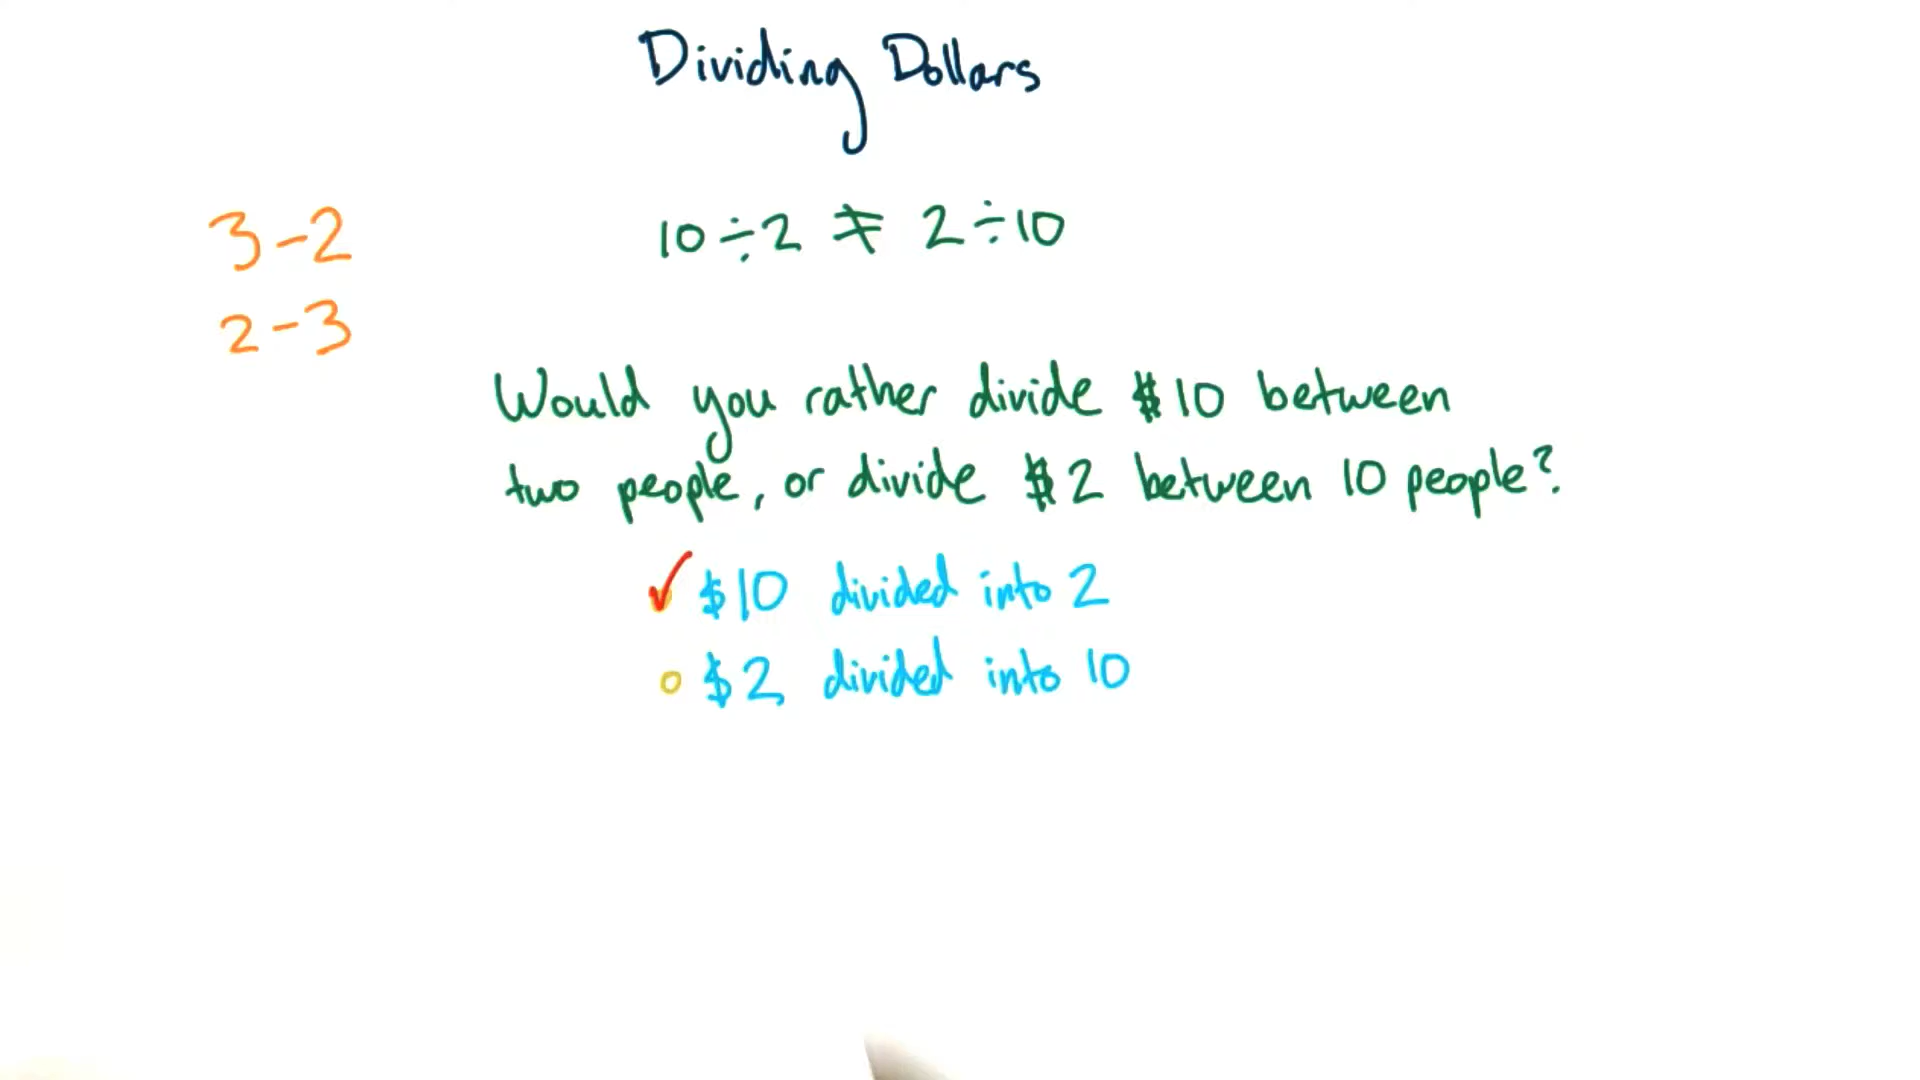 Dividing Dollars
3-2
10÷2 ≠ 2÷10
2-3
Would you rather divide $10 between
two people, or divide $2 between 10 people?
✓ $10 divided into 2
○ $2 divided into 10